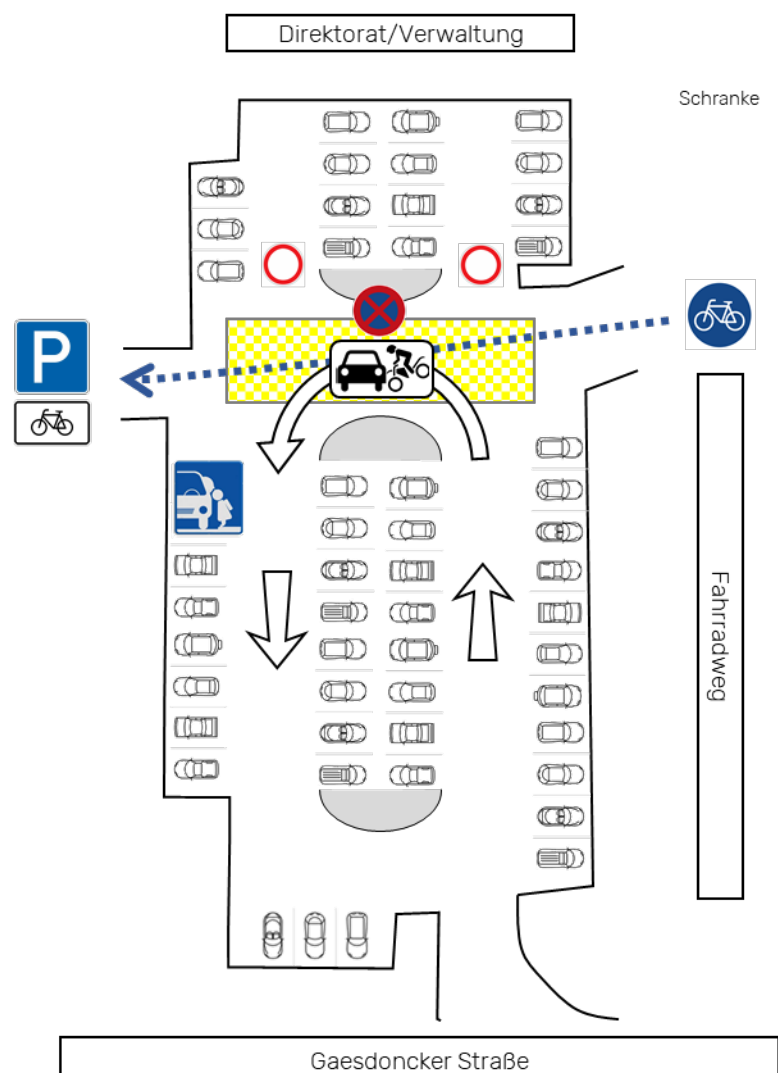 Direktorat/Verwaltung
Schranke
P
Fahrradweg
Gaesdoncker Straße